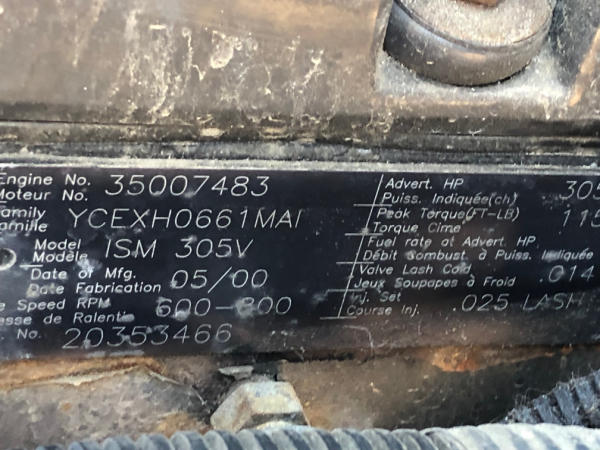 Engine No. 35007483
Moteur No.
Family YCEXH0661MAI
amille
Model ISM 305V
Modèle
Date of Mfg. 05/00
Date Fabrication
e Speed RPM 600-800
esse de Ralenti
No. 20353466
Advert. HP 305
Puiss. Indiquée(ch)
Peak Torque(FT-LB) 115
Torque Cime
Fuel rate at Advert. HP
Débit Combust. à Puiss. Indiquée
Valve Lash Cold .014
Jeux Soupapes à Froid
Inj. Set .025 LASH
Course Inj.